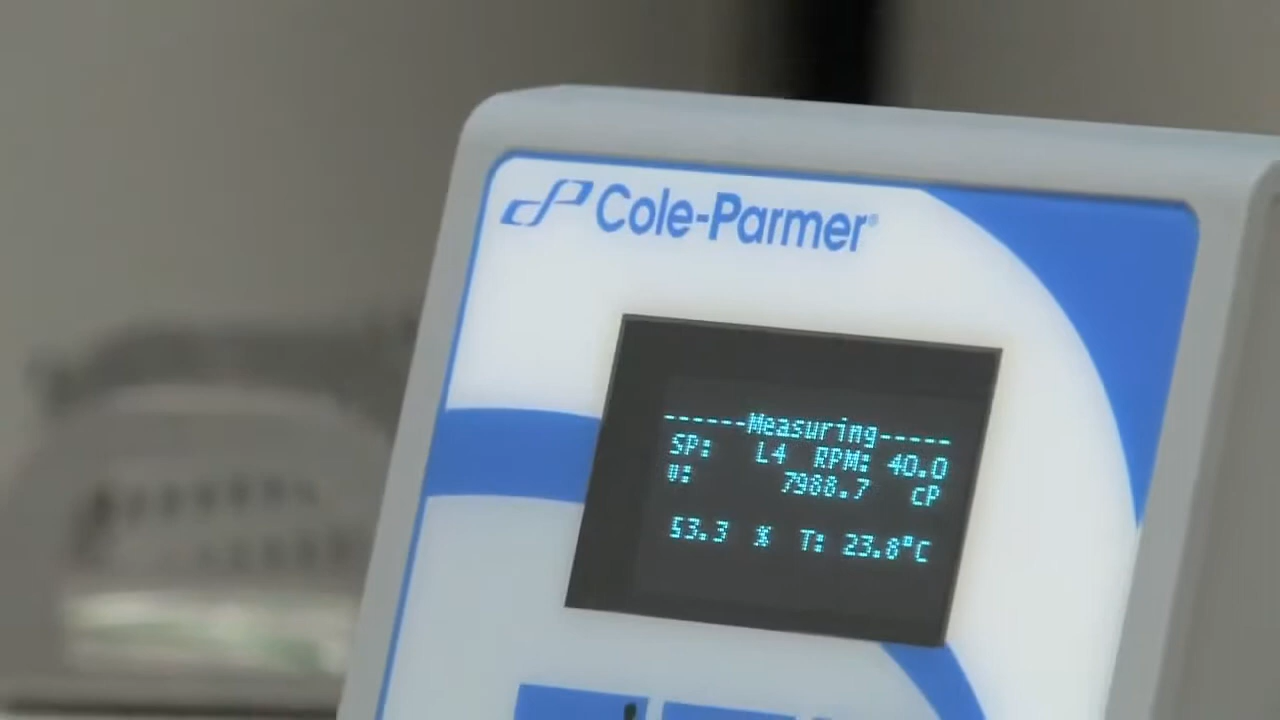 Cole-Parmer®
------Measuring-----
SP: L4 RPM: 40.0
V: 7988.7 cP
53.3 % T: 23.8°C